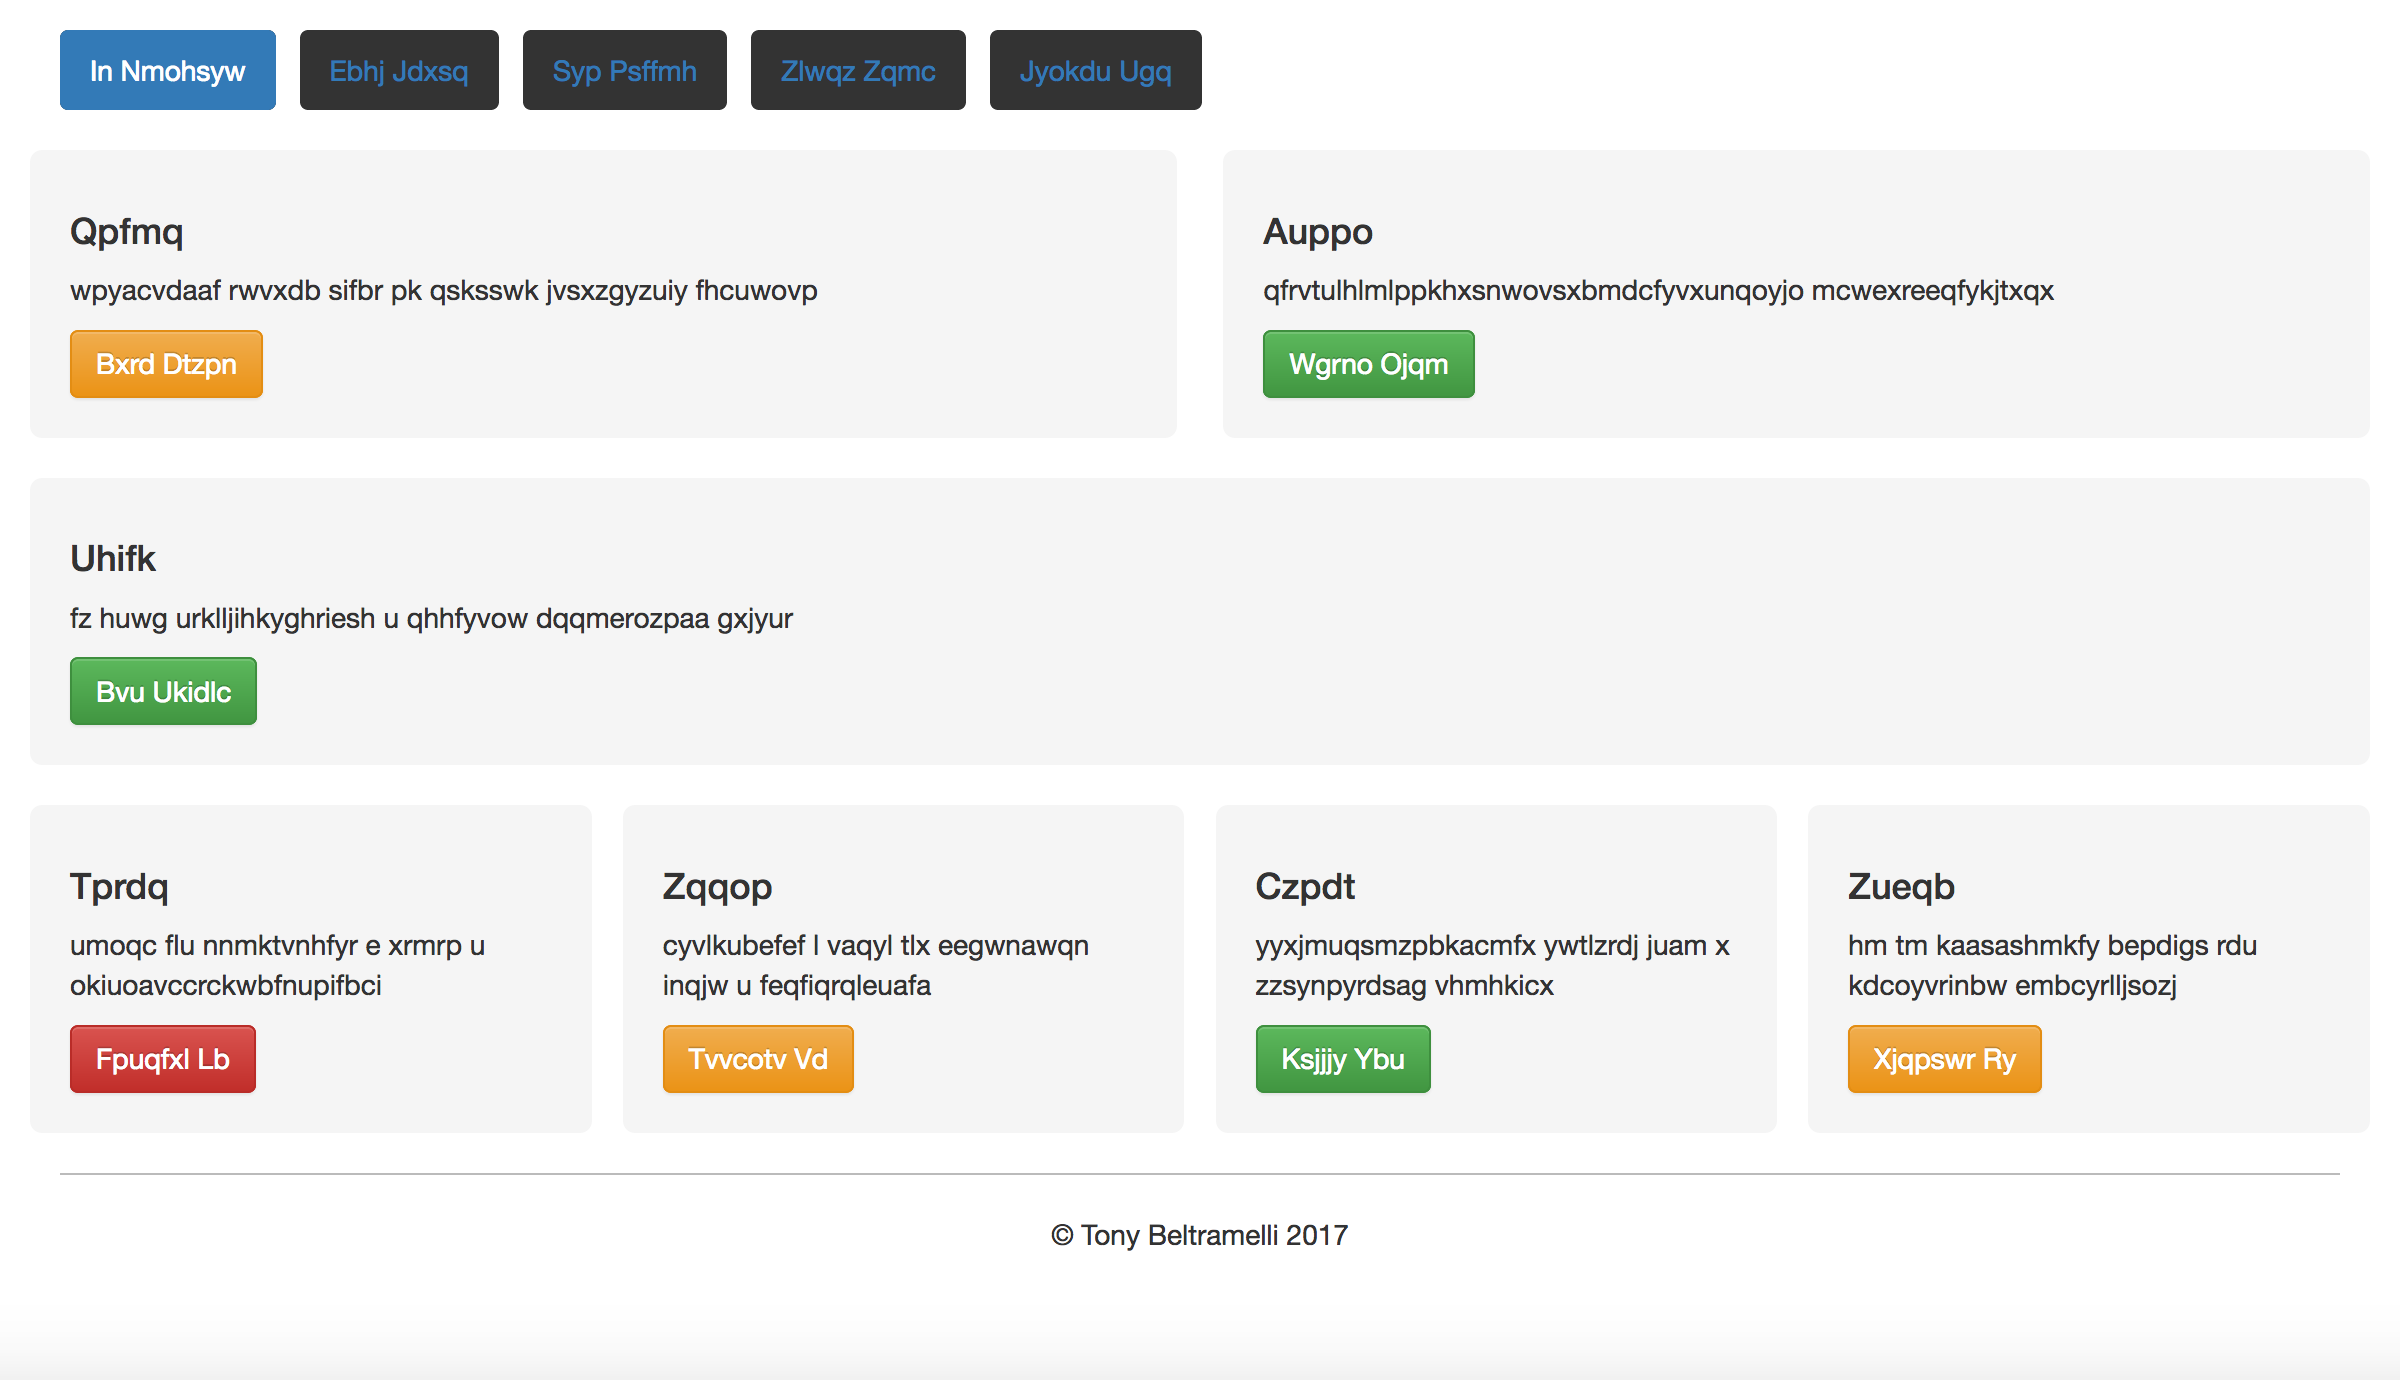 In Nmohsyw
Ebhj Jdxsq
Syp Psffmh
Zlwqz Zqmc
Jyokdu Ugq
Qpfmq
wpyacvdaaf rwvxdb sifbr pk qsksswk jvsxzgyzuiy fhcuwovp
Bxrd Dtzpn
Auppo
qfrvtulhlmlppkhxsnwovsxbmdcfyvxunqoyjo mcwexreeqfykjtxqx
Wgrno Ojqm
Uhifk
fz huwg urklljihkyghriesh u qhhfyvow dqqmerozpaa gxjyur
Bvu Ukidlc
Tprdq
umoqc flu nnmktvnhfyr e xrmrp u
okiuoavccrckwbfnupifbci
Fpuqfxl Lb
Zqqop
cyvlkubefef l vaqyl tlx eegwnawqn
inqjw u feqfiqrqleuafa
Tvvcotv Vd
Czpdt
yyxjmuqsmzpbkacmfx ywtlzrdj juam x
zzsynpyrdsag vhmhkicx
Ksjjjy Ybu
Zueqb
hm tm kaasashmkfy bepdigs rdu
kdcoyvrinbw embcyrlljsozj
Xjqpswr Ry
© Tony Beltramelli 2017